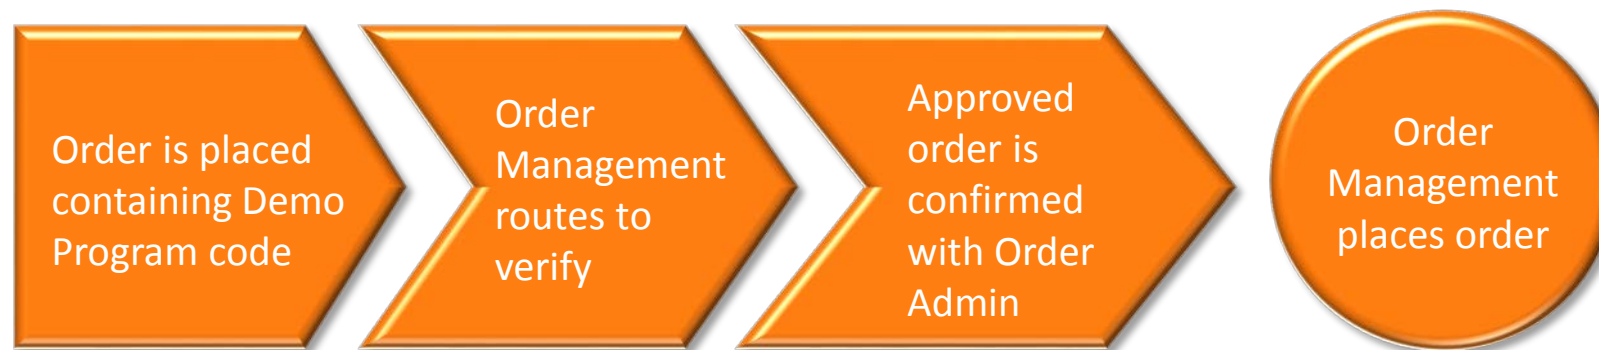 Order is placed
containing Demo
Program code
Order
Management
routes to
verify
Approved
order is
confirmed
with Order
Admin
Order
Management
places order